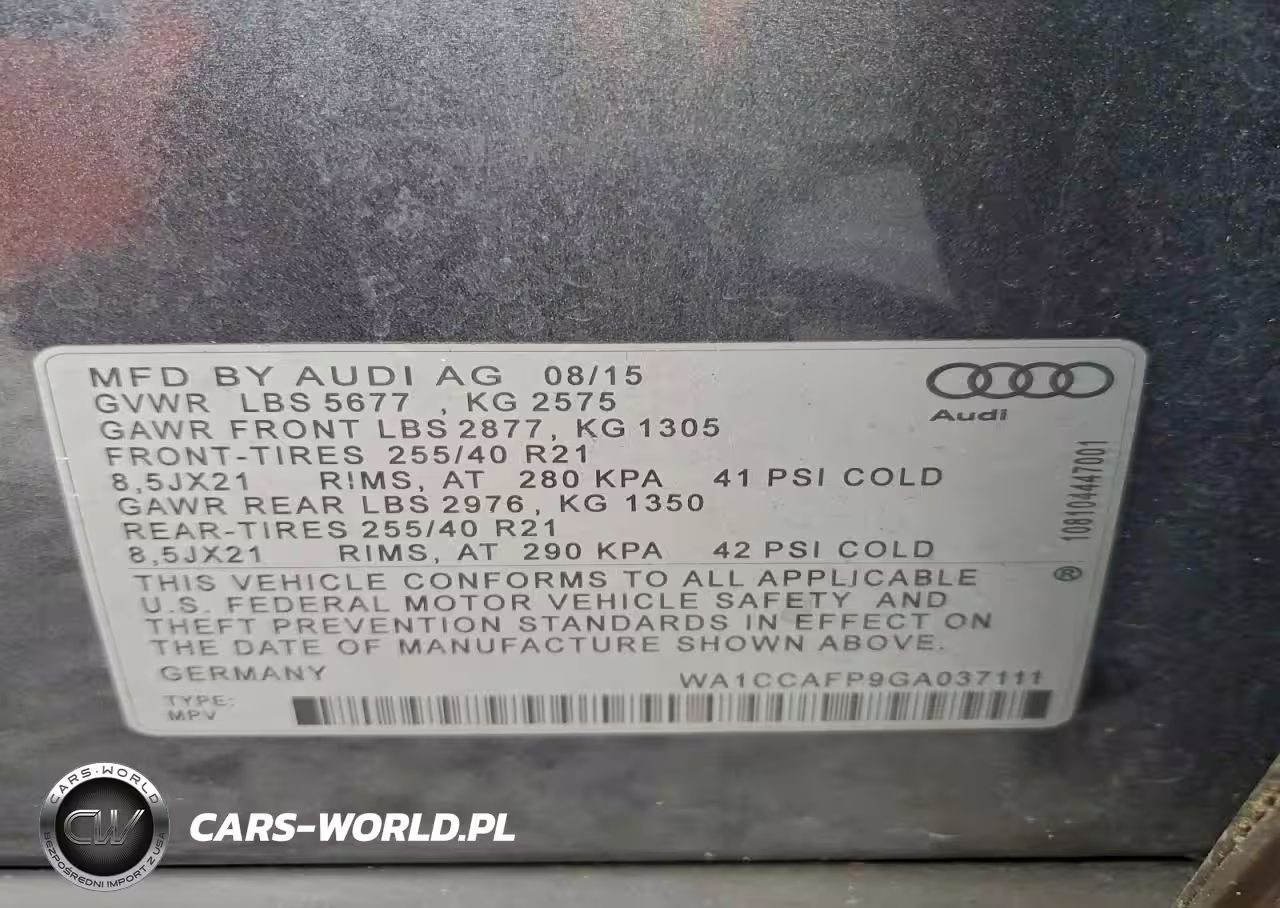 MFD BY AUDI AG 08/15
GVWR LBS 5677 , KG 2575
GAWR FRONT LBS 2877, KG 1305
FRONT-TIRES 255/40 R21
8,5JX21 RIMS, AT 280 KPA 41 PSI COLD
GAWR REAR LBS 2976, KG 1350
REAR-TIRES 255/40 R21
8,5JX21 RIMS, AT 290 KPA 42 PSI COLD
Audi
108104447001
®
THIS VEHICLE CONFORMS TO ALL APPLICABLE
U.S. FEDERAL MOTOR VEHICLE SAFETY AND
THEFT PREVENTION STANDARDS IN EFFECT ON
THE DATE OF MANUFACTURE SHOWN ABOVE.
GERMANY WA1CCAFP9GA037111
TYPE:
MPV
CARS-WORLD
CW
BEZPOŚREDNI IMPORT Z USA
CARS-WORLD.PL